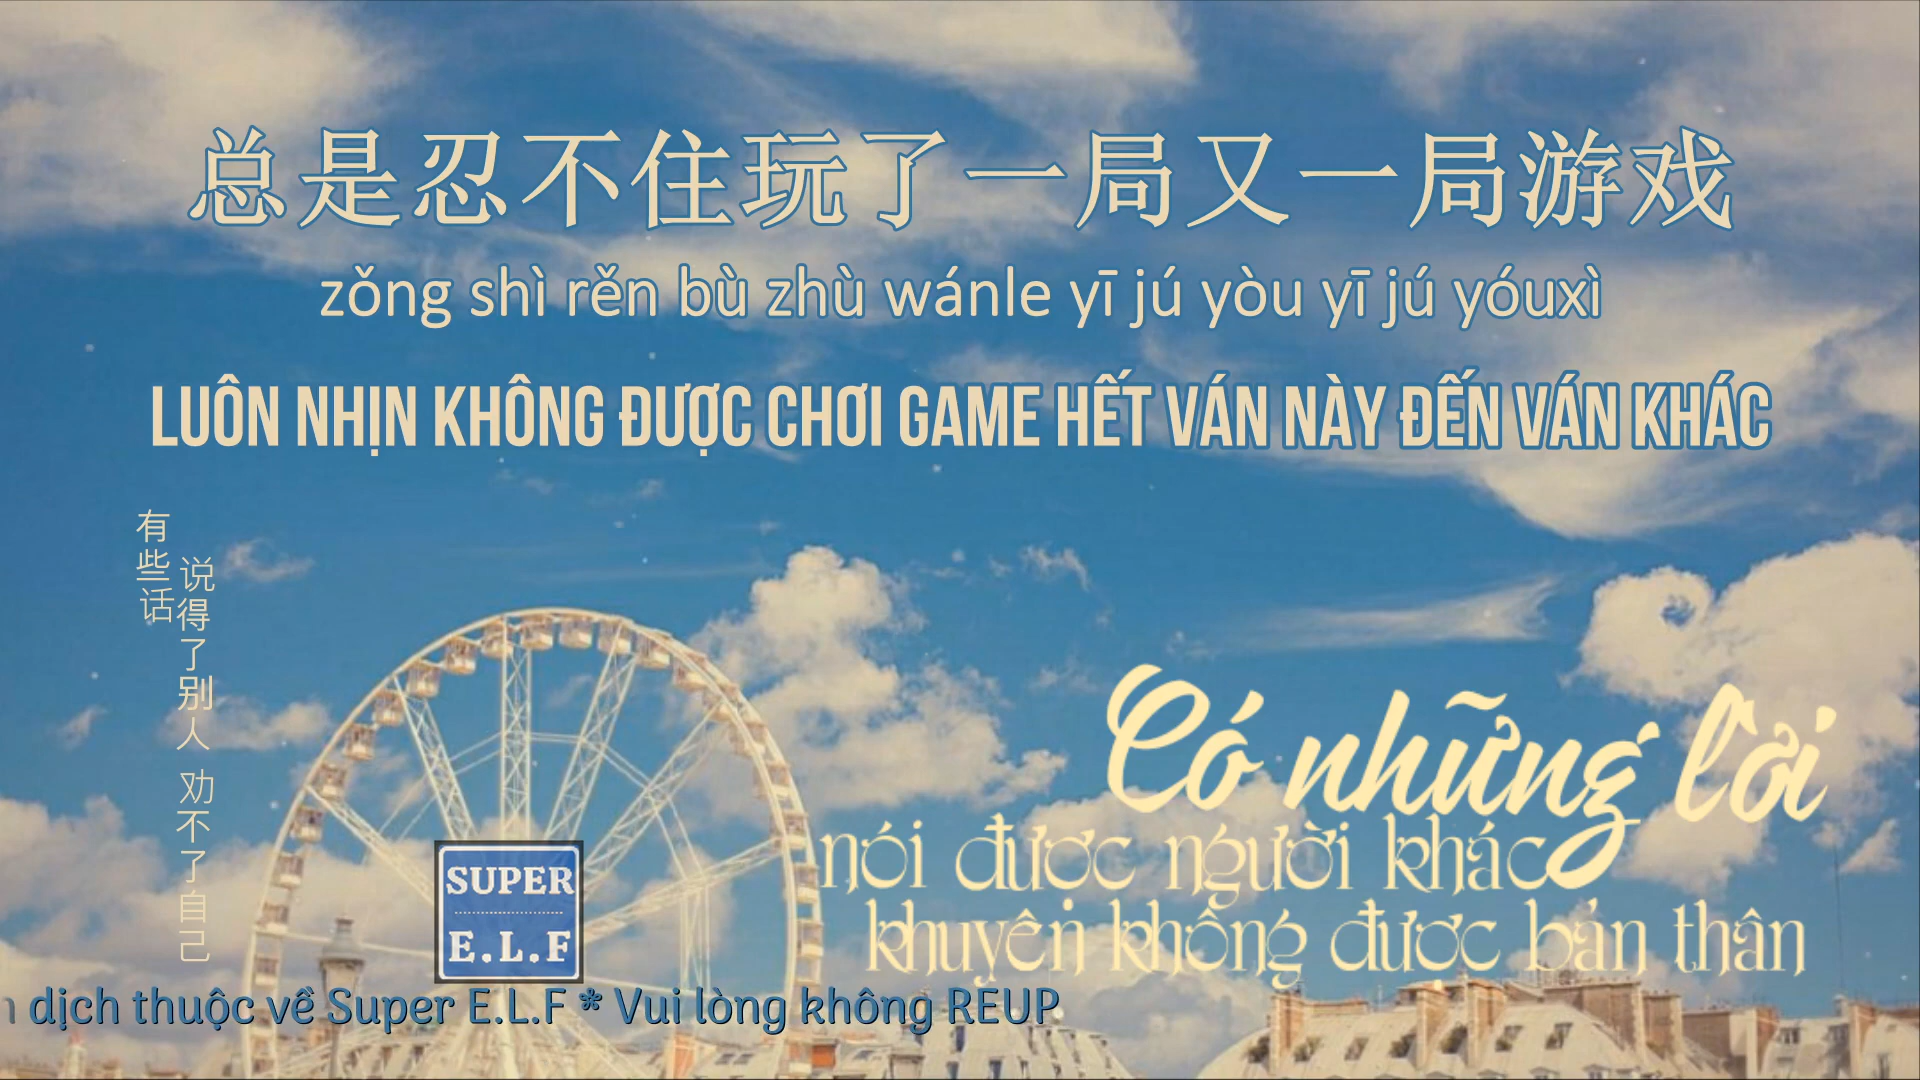 总是忍不住玩了一局又一局游戏
zǒng shì rěn bù zhù wánle yī jú yòu yī jú yóuxì
LUÔN NHỊN KHÔNG ĐƯỢC CHƠI GAME HẾT VÁN NÀY ĐẾN VÁN KHÁC
有些话
说得了别人 劝不了自己
Có những lời
nói được người khác
khuyên không được bản thân
SUPER
E.L.F
dịch thuộc về Super E.L.F * Vui lòng không REUP